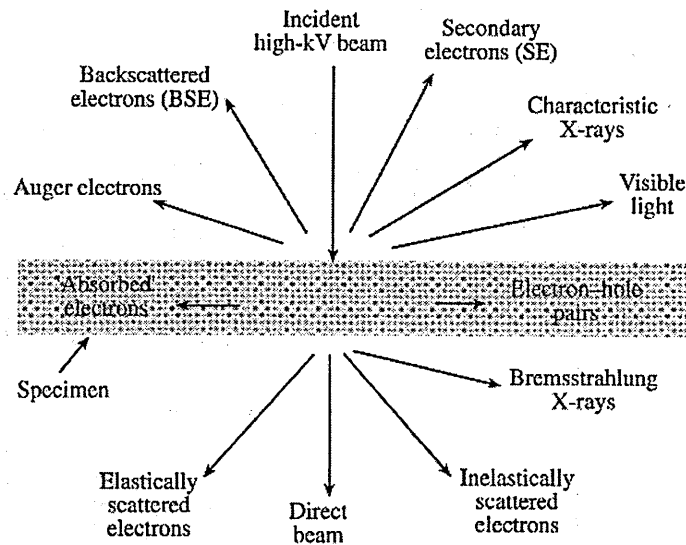 Incident
high-kV beam
Secondary
electrons (SE)
Backscattered
electrons (BSE)
Characteristic
X-rays
Auger electrons
Visible
light
Absorbed
electrons
Electron–hole
pairs
Specimen
Bremsstrahlung
X-rays
Elastically
scattered
electrons
Direct
beam
Inelastically
scattered
electrons